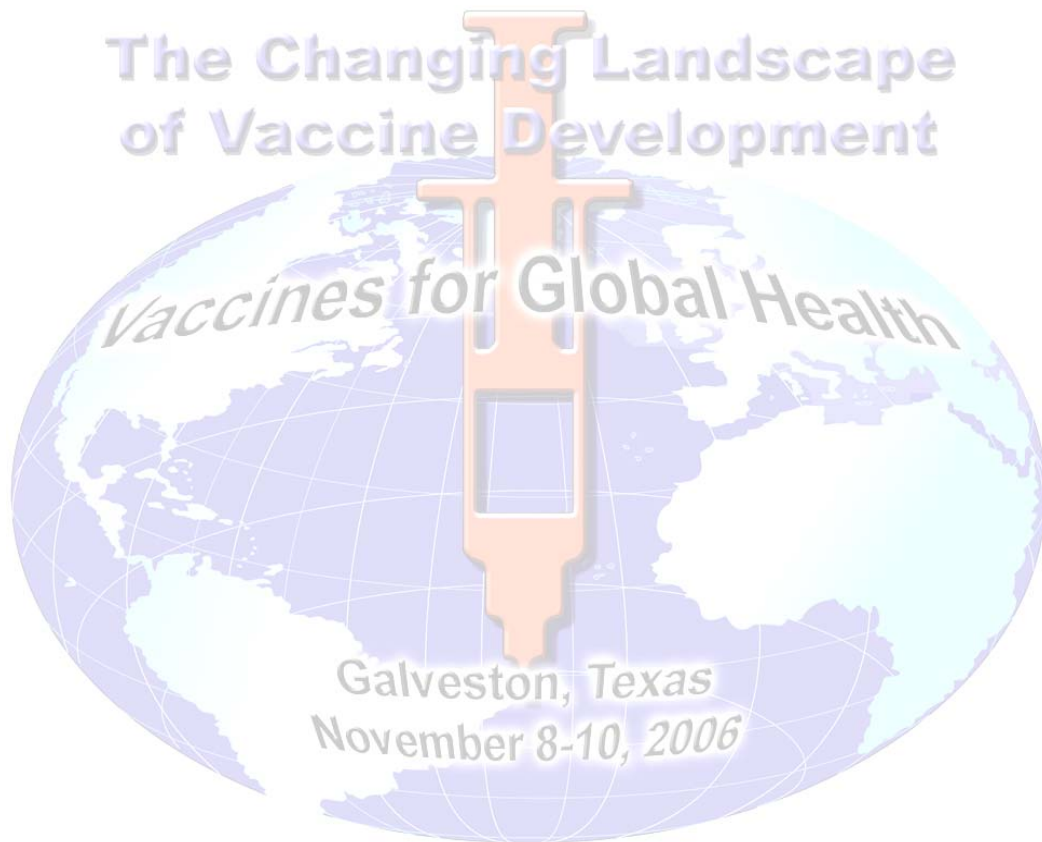 The Changing Landscape
of Vaccine Development
Vaccines for Global Health
Galveston, Texas
November 8-10, 2006